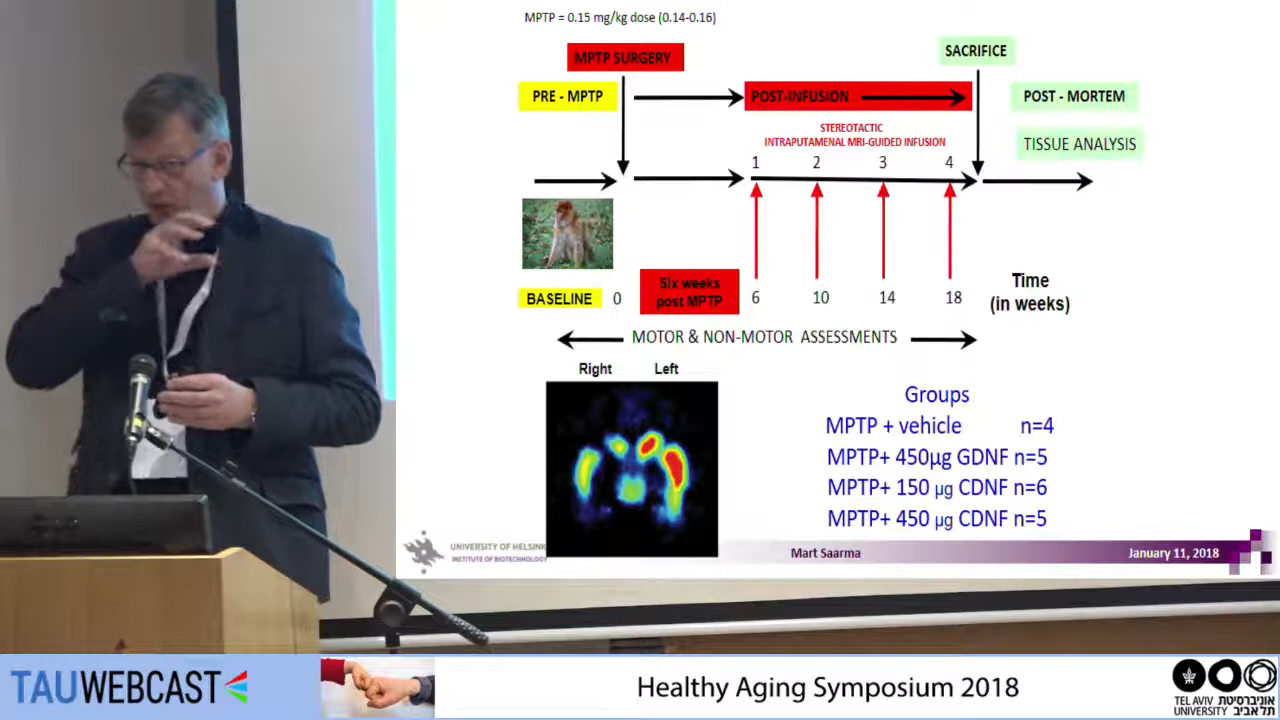 MPTP = 0.15 mg/kg dose (0.14-0.16)
MPTP SURGERY
SACRIFICE
PRE - MPTP
POST-INFUSION
POST - MORTEM
STEREOTACTIC
INTRAPUTAMENAL MRI-GUIDED INFUSION
TISSUE ANALYSIS
1 2 3 4
Six weeks
post MPTP
Time
(in weeks)
BASELINE 0 6 10 14 18
MOTOR & NON-MOTOR ASSESSMENTS
Right Left
Groups
MPTP + vehicle n=4
MPTP+ 450µg GDNF n=5
MPTP+ 150 µg CDNF n=6
MPTP+ 450 µg CDNF n=5
UNIVERSITY OF HELSINK
INSTITUTE OF BIOTECHNOLOGY
Mart Saarma
January 11, 2018
TAUWEBCAST
Healthy Aging Symposium 2018
TEL AVIV אוניברסיטת
UNIVERSITY תל אביב